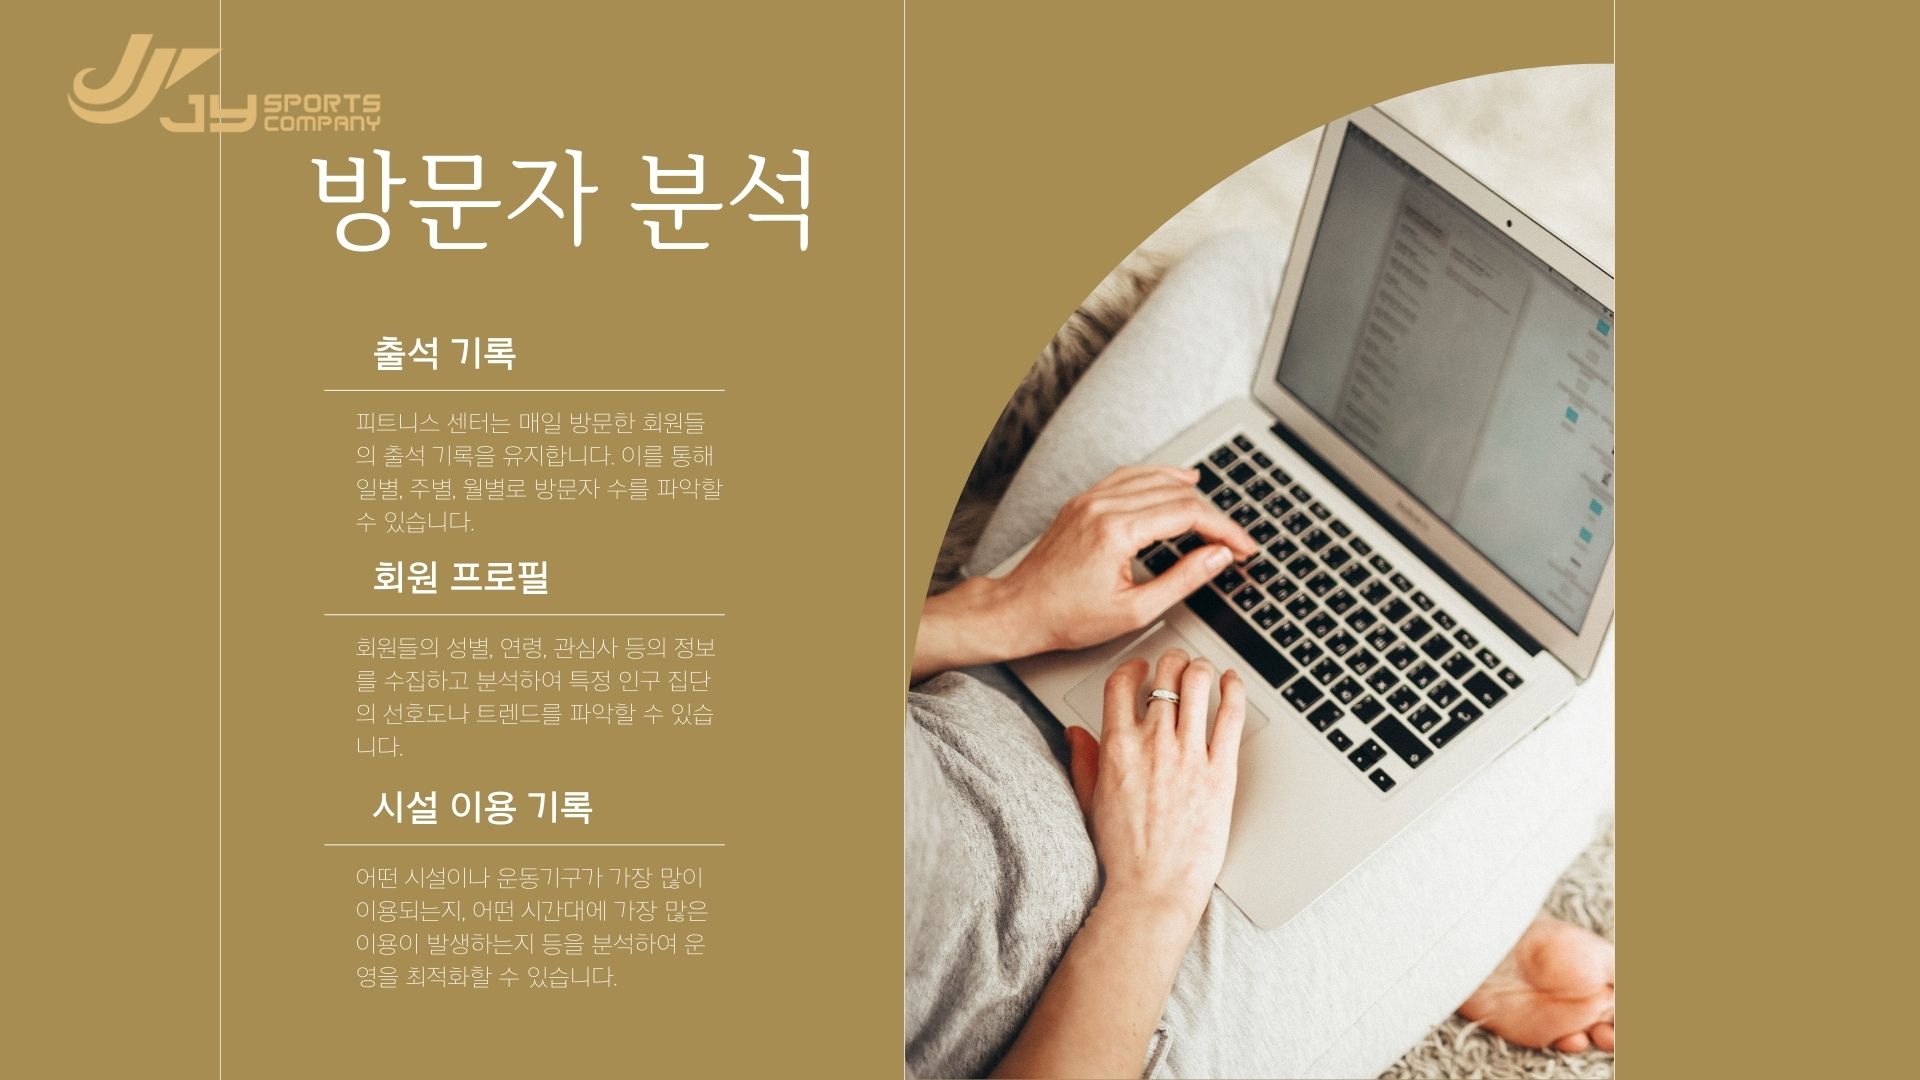 JY SPORTS
COMPANY
방문자 분석
출석 기록
피트니스 센터는 매일 방문한 회원들
의 출석 기록을 유지합니다. 이를 통해
일별, 주별, 월별로 방문자 수를 파악할
수 있습니다.
회원 프로필
회원들의 성별, 연령, 관심사 등의 정보
를 수집하고 분석하여 특정 인구 집단
의 선호도나 트렌드를 파악할 수 있습
니다.
시설 이용 기록
어떤 시설이나 운동기구가 가장 많이
이용되는지, 어떤 시간대에 가장 많은
이용이 발생하는지 등을 분석하여 운
영을 최적화할 수 있습니다.